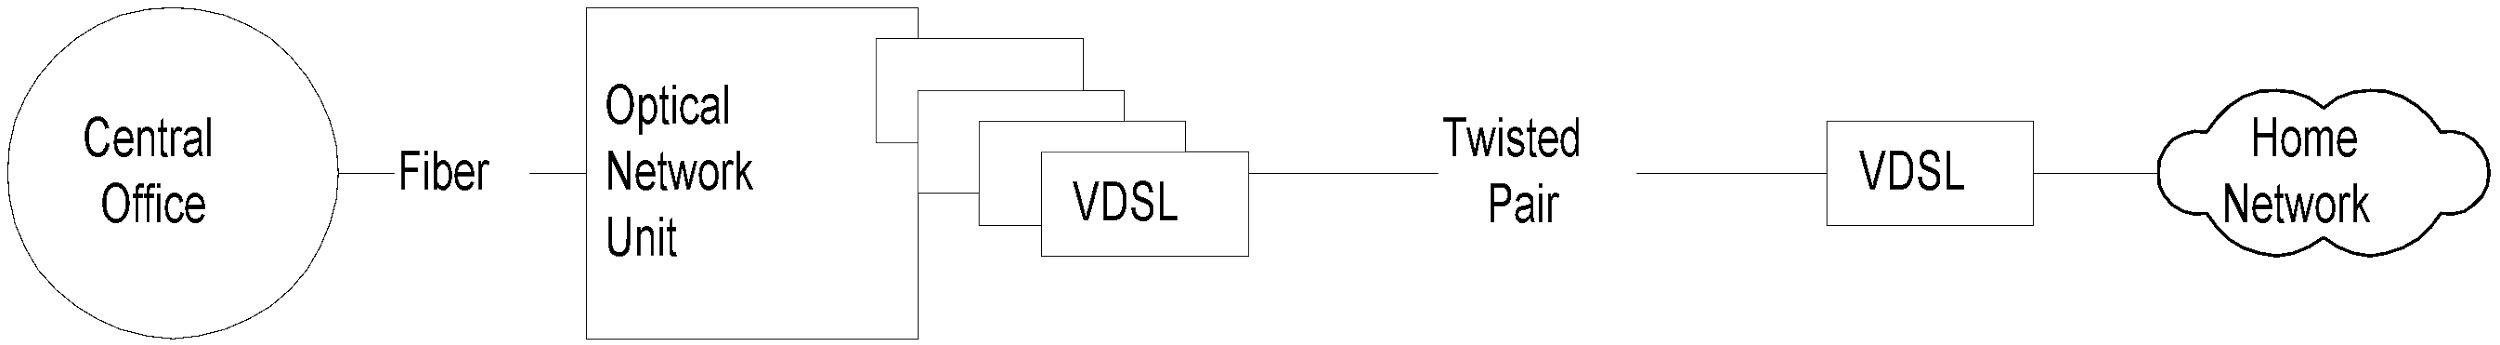 Central
Office
Fiber
Optical
Network
Unit
VDSL
Twisted
Pair
VDSL
Home
Network